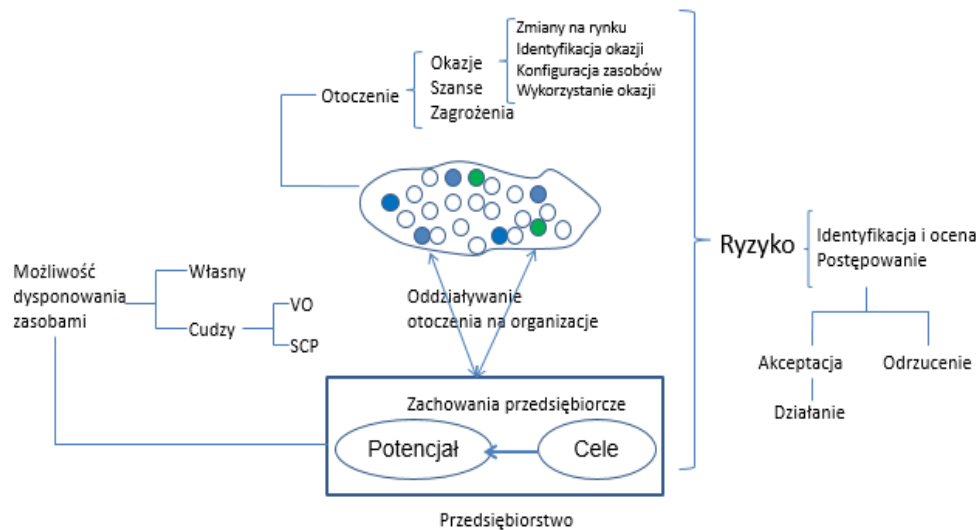 Otoczenie
Okazje
Szanse
Zagrożenia
Zmiany na rynku
Identyfikacja okazji
Konfiguracja zasobów
Wykorzystanie okazji
Możliwość
dysponowania
zasobami
Własny
Cudzy
VO
SCP
Oddziaływanie
otoczenia na organizacje
Zachowania przedsiębiorcze
Potencjał
Cele
Przedsiębiorstwo
Ryzyko
Identyfikacja i ocena
Postępowanie
Akceptacja
Odrzucenie
Działanie